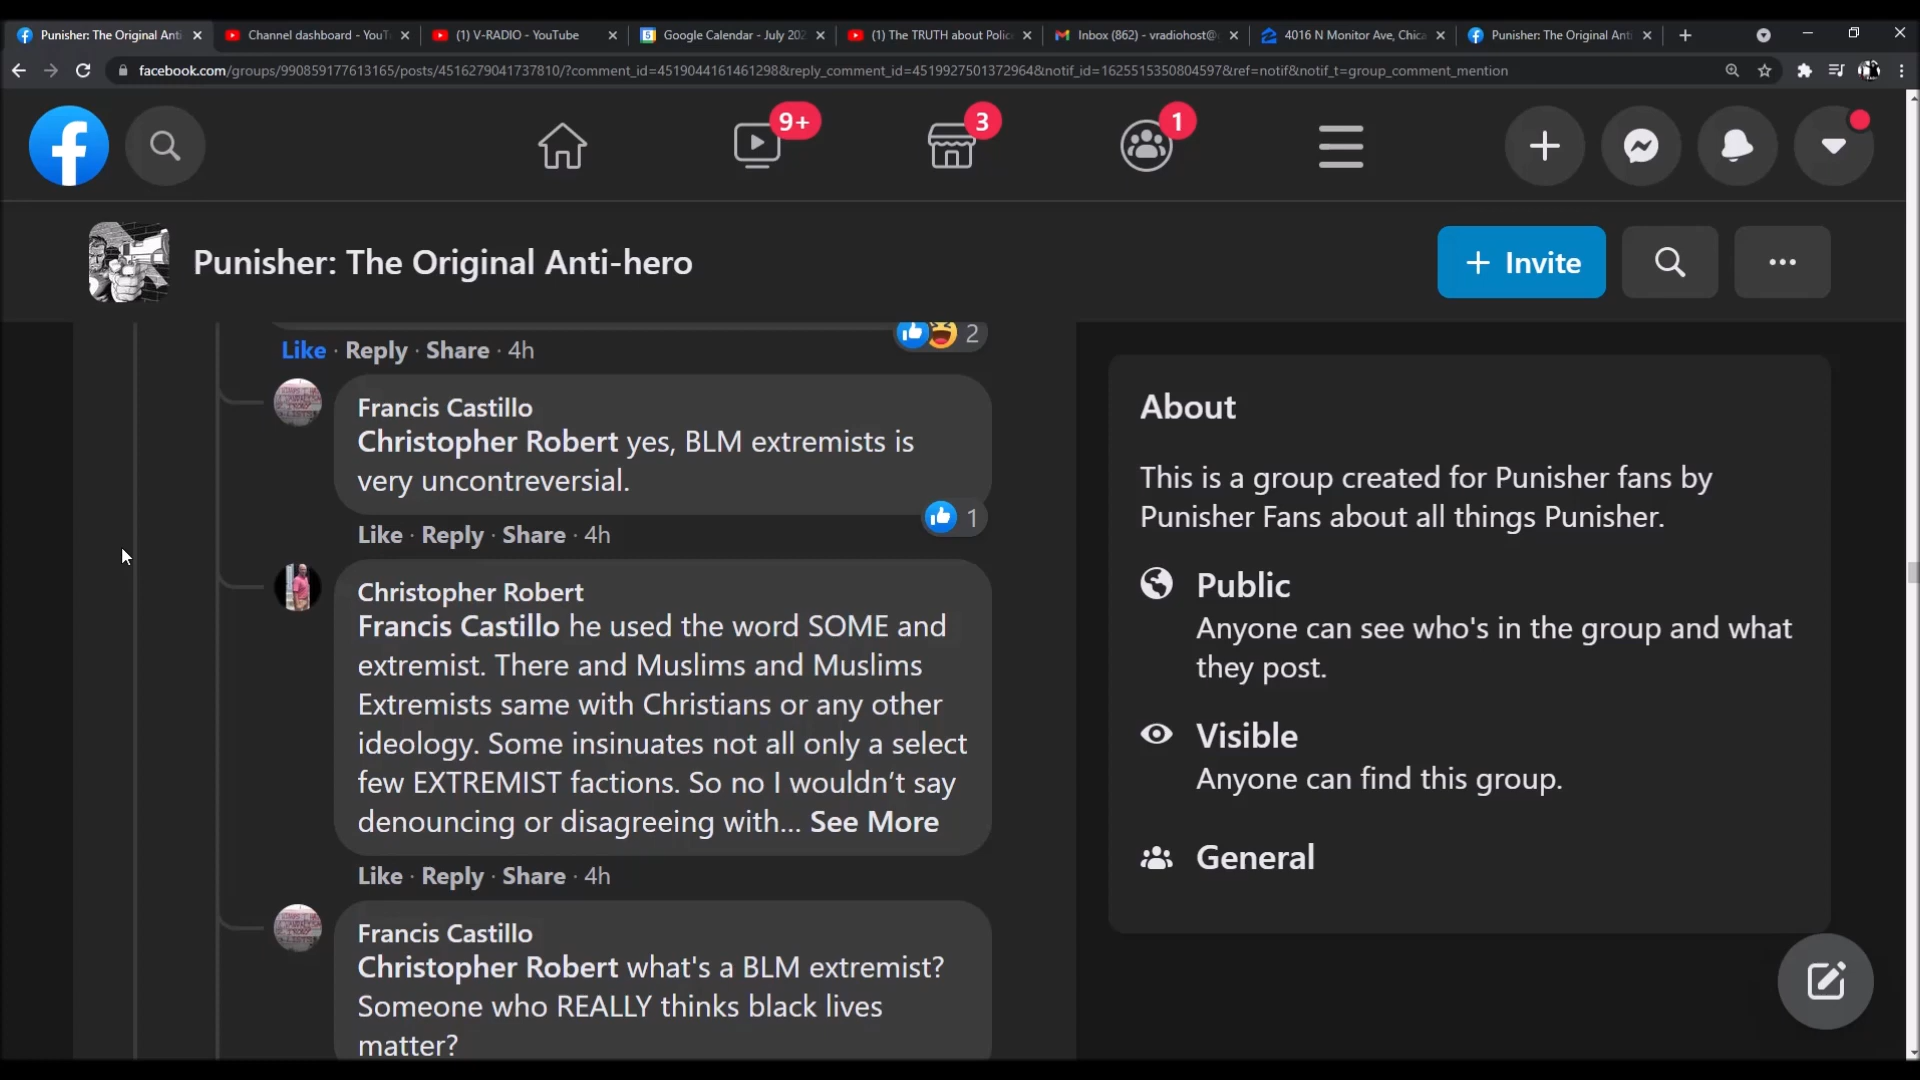 Punisher: The Original Anti
Channel dashboard - YouT
(1) V-RADIO - YouTube
Google Calendar - July 202
(1) The TRUTH about Polic
Inbox (862) - vradiohost@
4016 N Monitor Ave, Chica
Punisher: The Original Anti
facebook.com/groups/990859177613165/posts/4516279041737810/?comment_id=4519044161461298&reply_comment_id=4519927501372964&notif_id=1625515350804597&ref=notif&notif_t=group_comment_mention
9+
3
1
Punisher: The Original Anti-hero
+ Invite
2
Like · Reply · Share · 4h
Francis Castillo
Christopher Robert yes, BLM extremists is
very uncontreversial.
1
Like · Reply · Share · 4h
Christopher Robert
Francis Castillo he used the word SOME and
extremist. There and Muslims and Muslims
Extremists same with Christians or any other
ideology. Some insinuates not all only a select
few EXTREMIST factions. So no I wouldn't say
denouncing or disagreeing with... See More
Like · Reply · Share · 4h
Francis Castillo
Christopher Robert what's a BLM extremist?
Someone who REALLY thinks black lives
matter?
About
This is a group created for Punisher fans by
Punisher Fans about all things Punisher.
Public
Anyone can see who's in the group and what
they post.
Visible
Anyone can find this group.
General